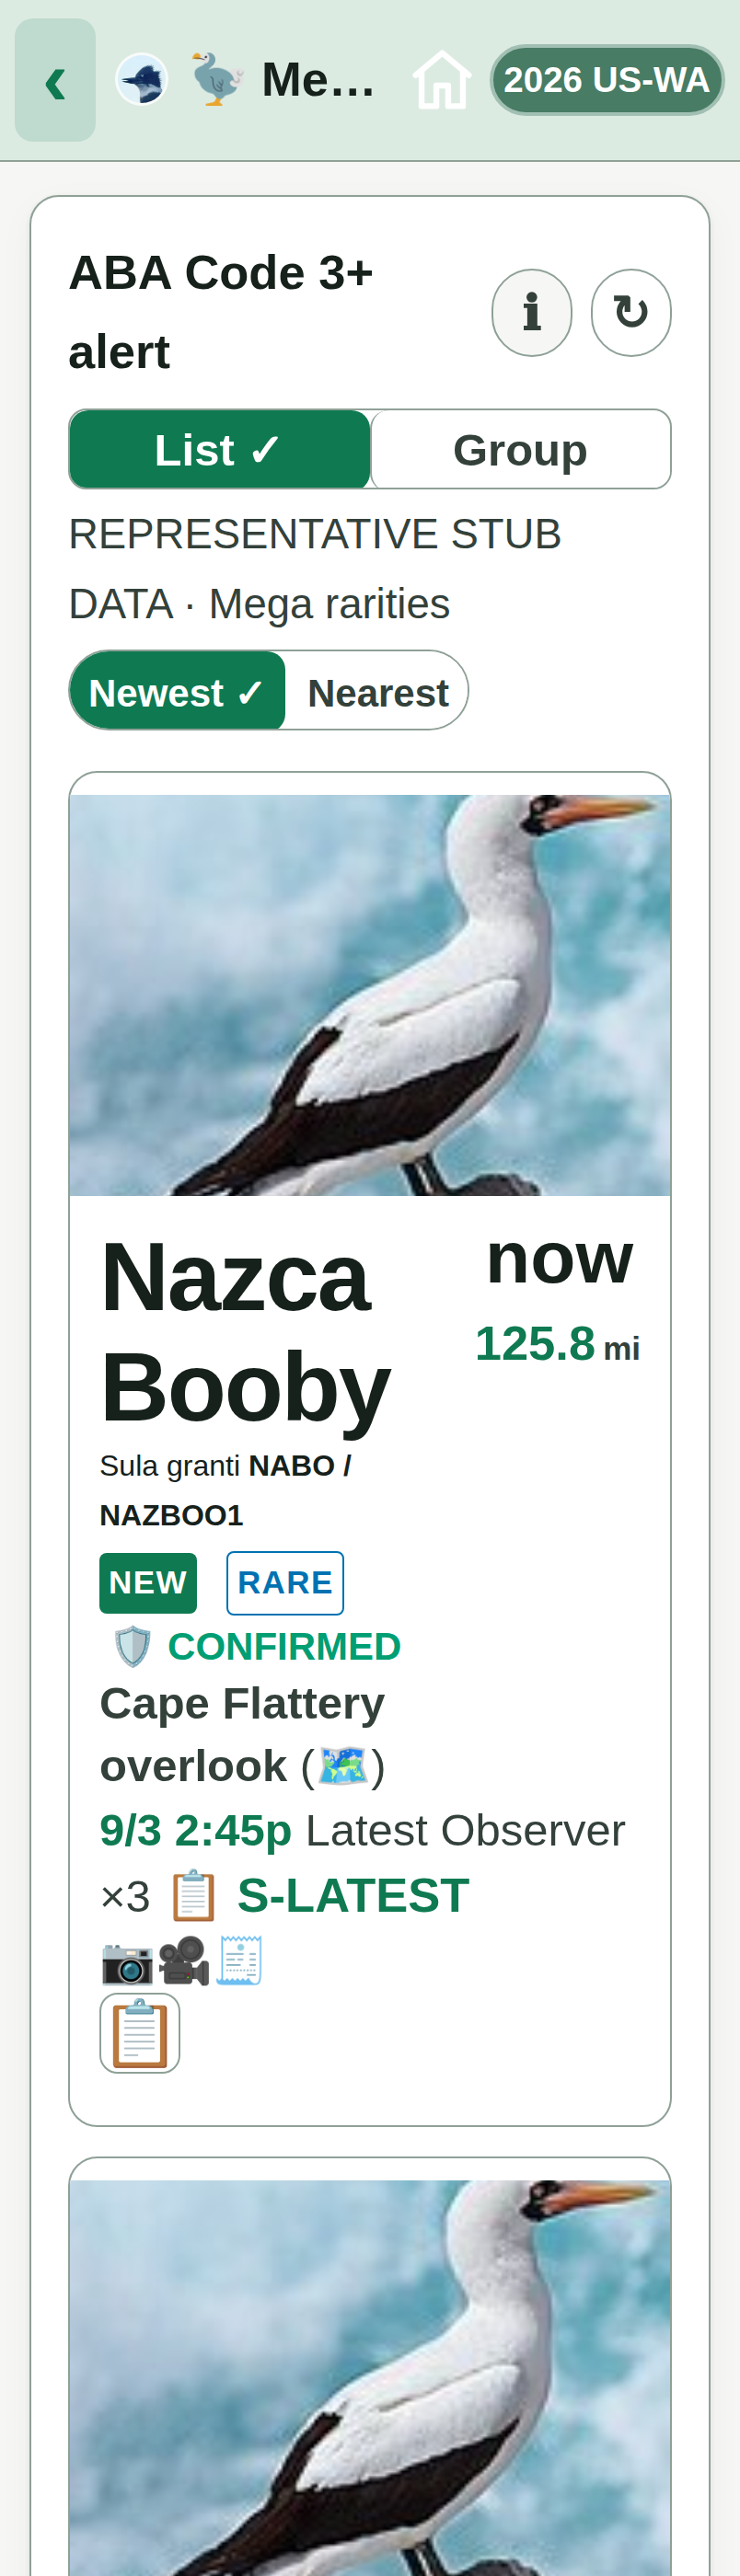 ‹ Me… 2026 US-WA
ABA Code 3+
alert
ℹ ↻
List ✓ Group
REPRESENTATIVE STUB
DATA · Mega rarities
Newest ✓ Nearest
Nazca
Booby
now
125.8 mi
Sula granti NABO /
NAZBOO1
NEW RARE
CONFIRMED
Cape Flattery
overlook (🗺️)
9/3 2:45p Latest Observer
×3 📋 S-LATEST